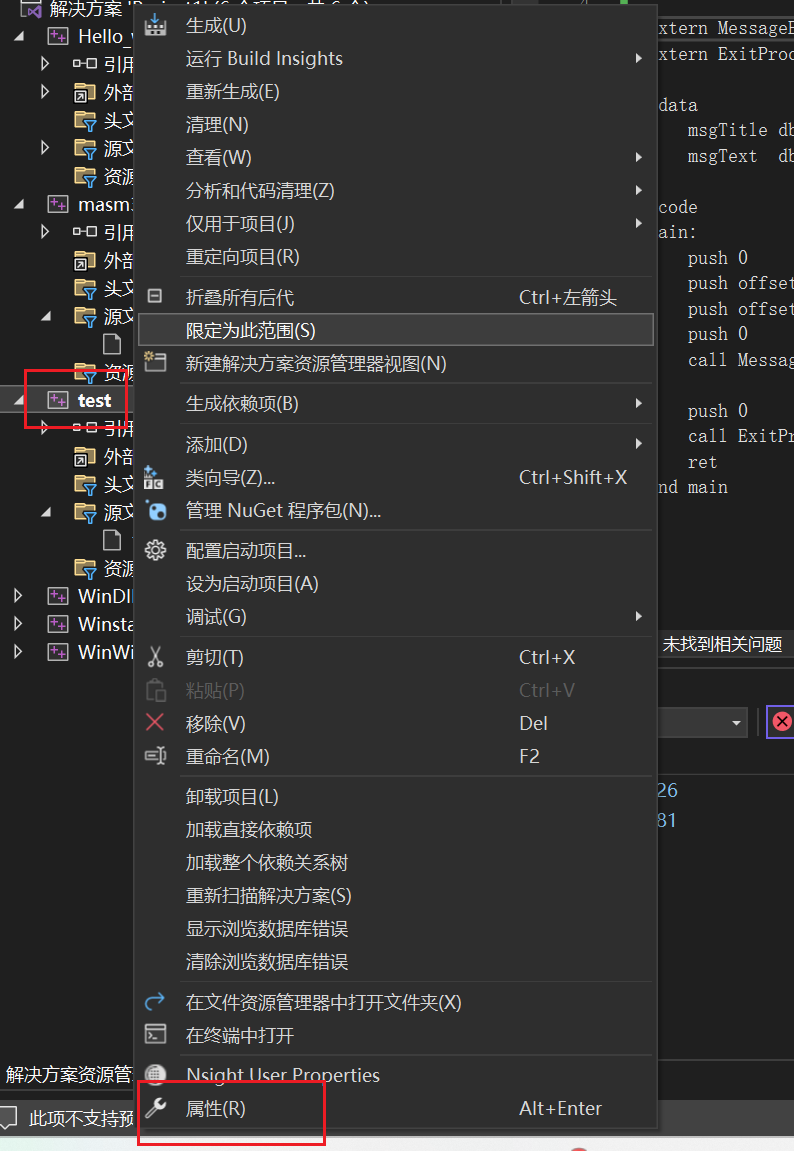 解决方案
Hello_
引用
外部
头文
源文
资源
masm
引用
外部
头文
源文
资源
test
引用
外部
头文
源文
资源
WinDl
Winsta
WinWi
解决方案资源管
此项不支持预
生成(U)
运行 Build Insights
重新生成(E)
清理(N)
查看(W)
分析和代码清理(Z)
仅用于项目(J)
重定向项目(R)
折叠所有后代 Ctrl+左箭头
限定为此范围(S)
新建解决方案资源管理器视图(N)
生成依赖项(B)
添加(D)
类向导(Z)... Ctrl+Shift+X
管理 NuGet 程序包(N)...
配置启动项目...
设为启动项目(A)
调试(G)
剪切(T) Ctrl+X
粘贴(P) Ctrl+V
移除(V) Del
重命名(M) F2
卸载项目(L)
加载直接依赖项
加载整个依赖关系树
重新扫描解决方案(S)
显示浏览数据库错误
清除浏览数据库错误
在文件资源管理器中打开文件夹(X)
在终端中打开
Nsight User Properties
属性(R) Alt+Enter
xtern MessageB
xtern ExitProc
data
msgTitle db
msgText db
code
ain:
push 0
push offset
push offset
push 0
call Messag
push 0
call ExitPr
ret
nd main
未找到相关问题
26
31